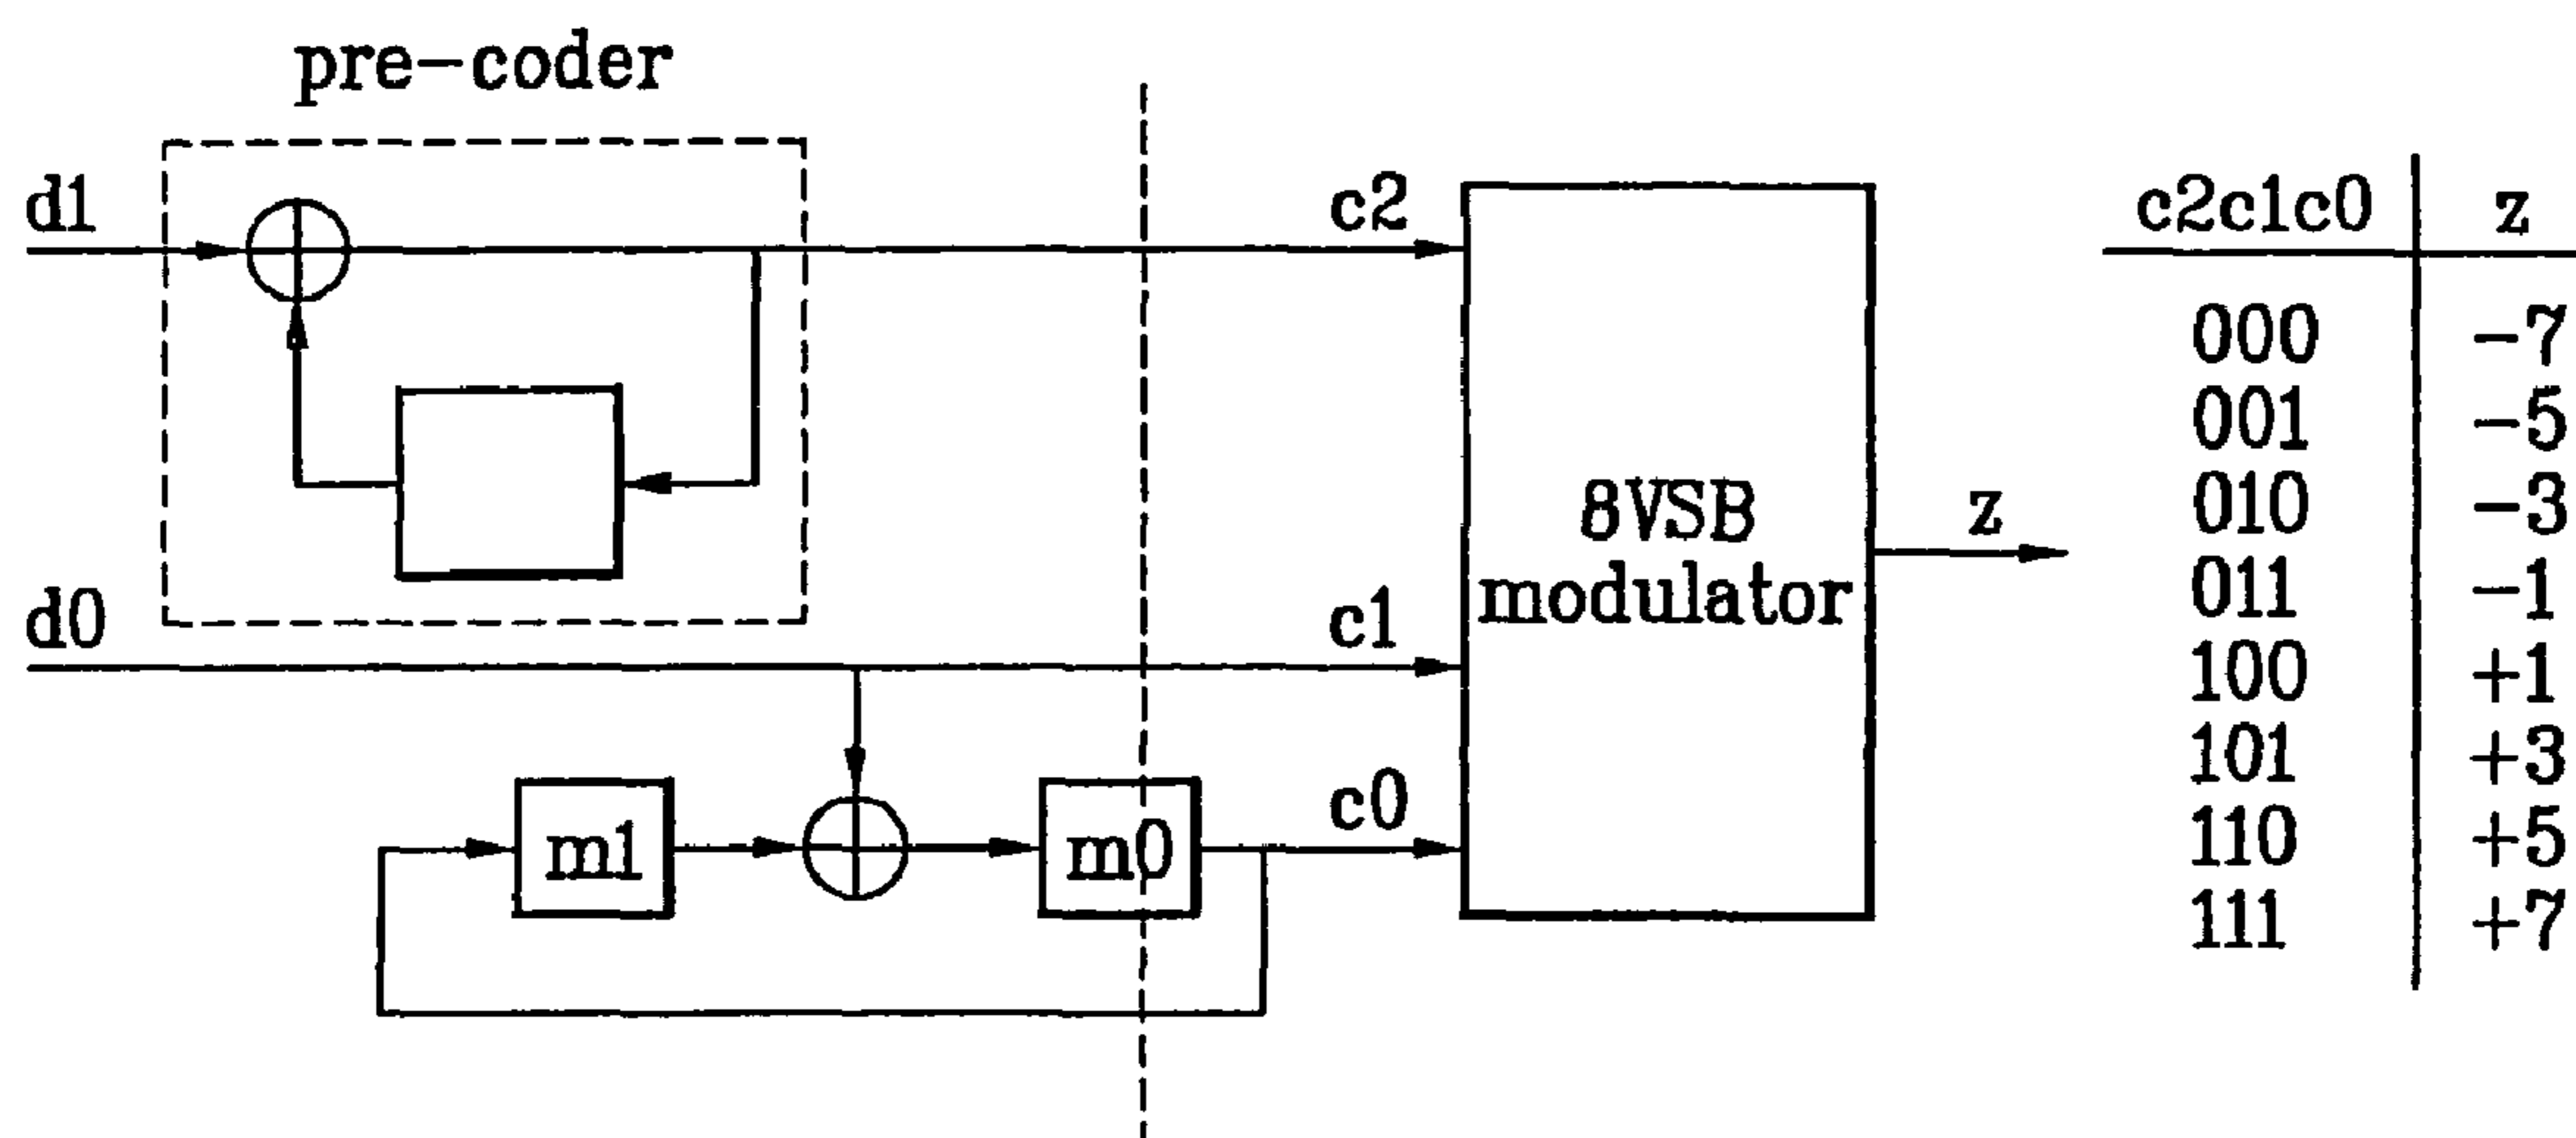 pre-coder
d1
c2
d0
c1
m1
m0
c0
8VSB
modulator
z
c2c1c0 z
000 -7
001 -5
010 -3
011 -1
100 +1
101 +3
110 +5
111 +7